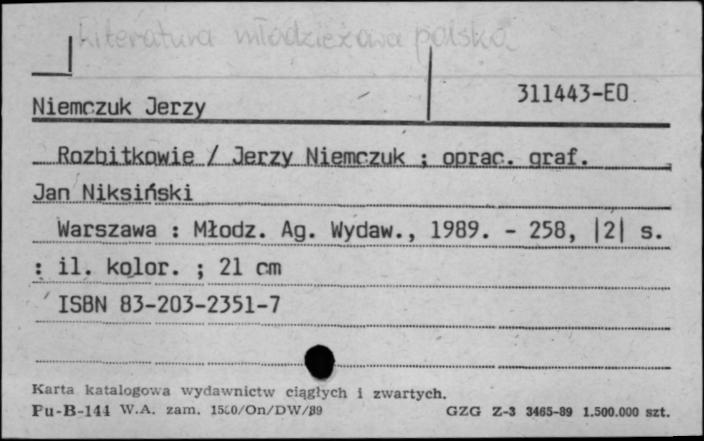 Literatura młodzieżowa polska
311443-EO
Niemczuk Jerzy
Rozbitkowie / Jerzy Niemczuk ; oprac. graf.
Jan Niksiński
Warszawa : Młodz. Ag. Wydaw., 1989. - 258, |2| s.
: il. kolor. ; 21 cm
ISBN 83-203-2351-7
Karta katalogowa wydawnictw ciągłych i zwartych.
Pu-B-144 W.A. zam. 1500/On/DW/89 GZG Z-3 3465-89 1.500.000 szt.